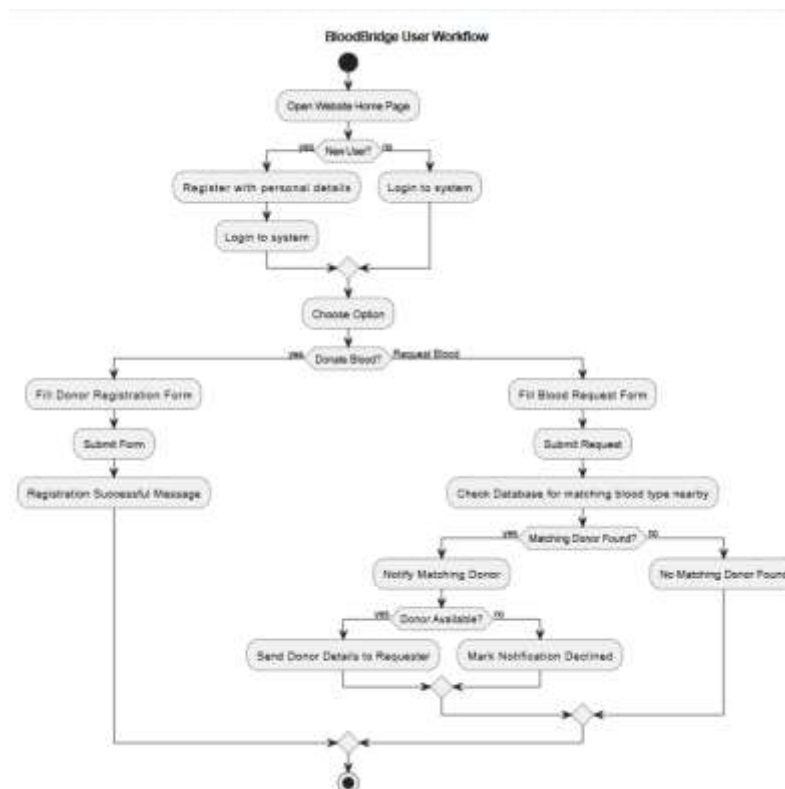 BloodBridge User Workflow
Open Website Home Page
yes
New User?
no
Register with personal details
Login to system
Login to system
Choose Option
yes
Donate Blood?
Request Blood
Fill Donor Registration Form
Fill Blood Request Form
Submit Form
Submit Request
Registration Successful Message
Check Database for matching blood type nearby
yes
Matching Donor Found?
no
Notify Matching Donor
No Matching Donor Found
yes
Donor Available?
no
Send Donor Details to Requester
Mark Notification Declined